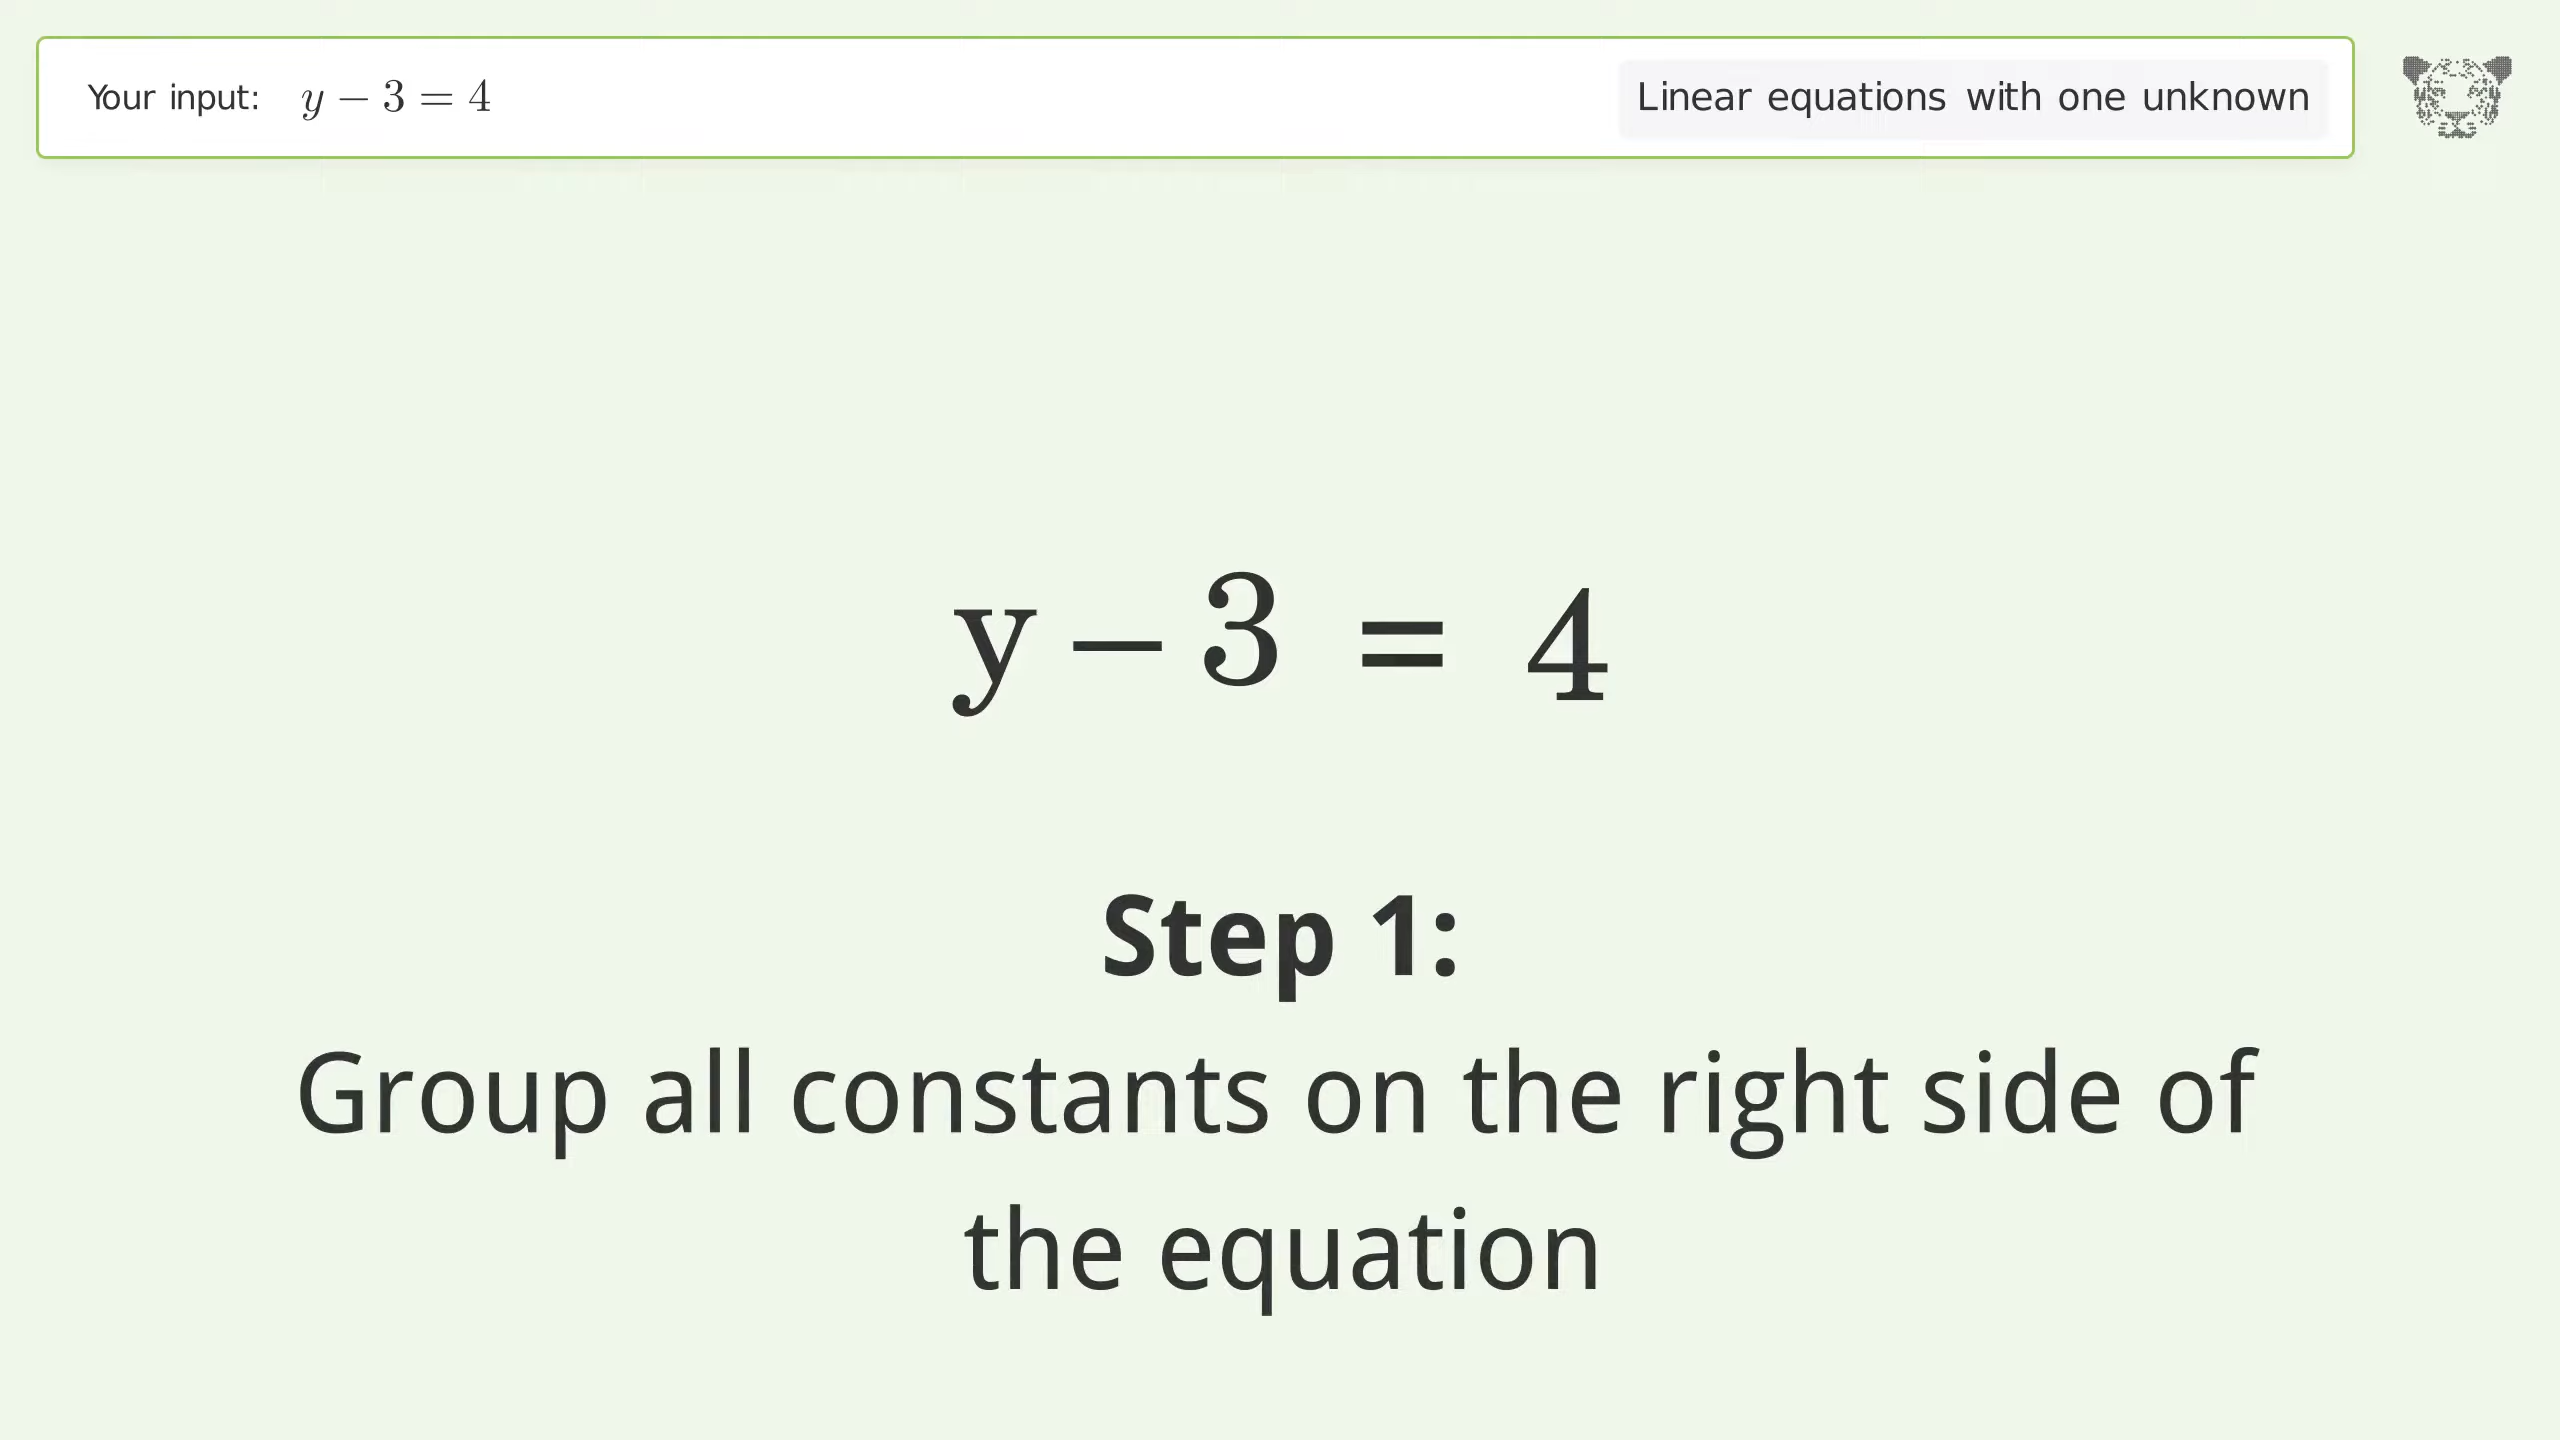 Your input: y − 3 = 4 Linear equations with one unknown
y − 3 = 4
Step 1:
Group all constants on the right side of
the equation